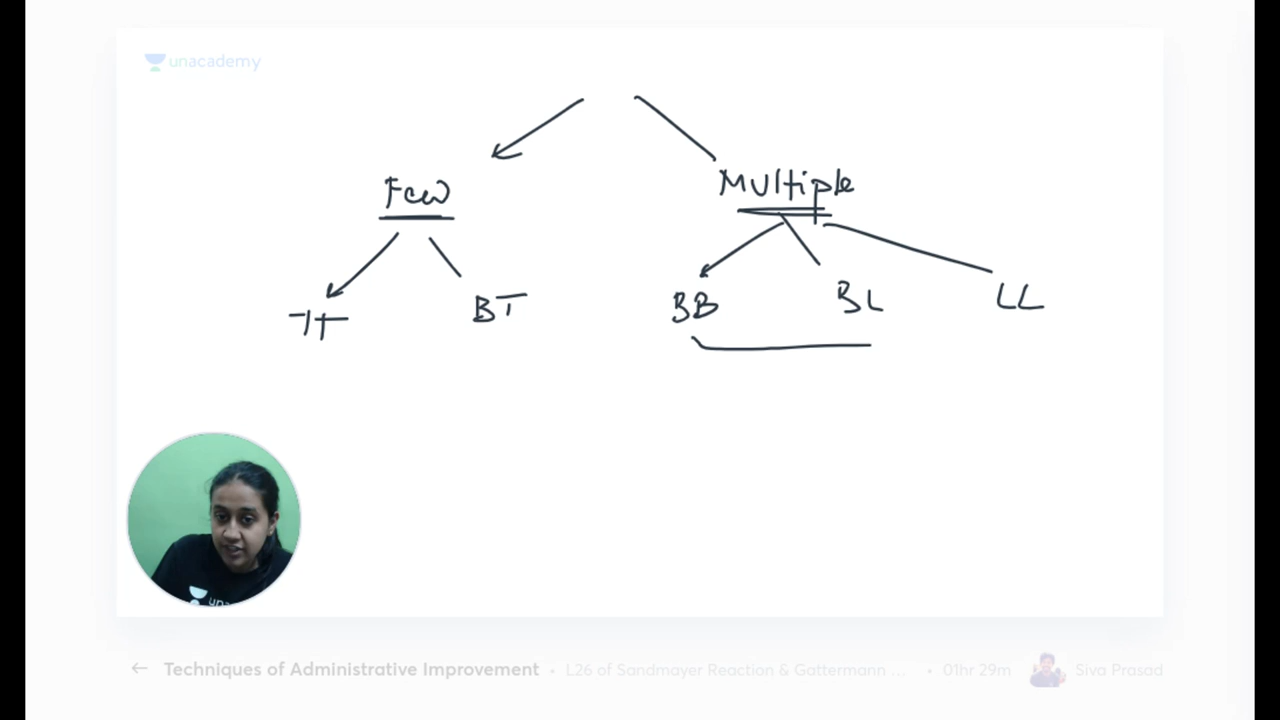 unacademy
Few
Multiple
TT
BT
BB
BL
LL
una
← Techniques of Administrative Improvement • L26 of Sandmayer Reaction & Gattermann ... • 01hr 29m Siva Prasad